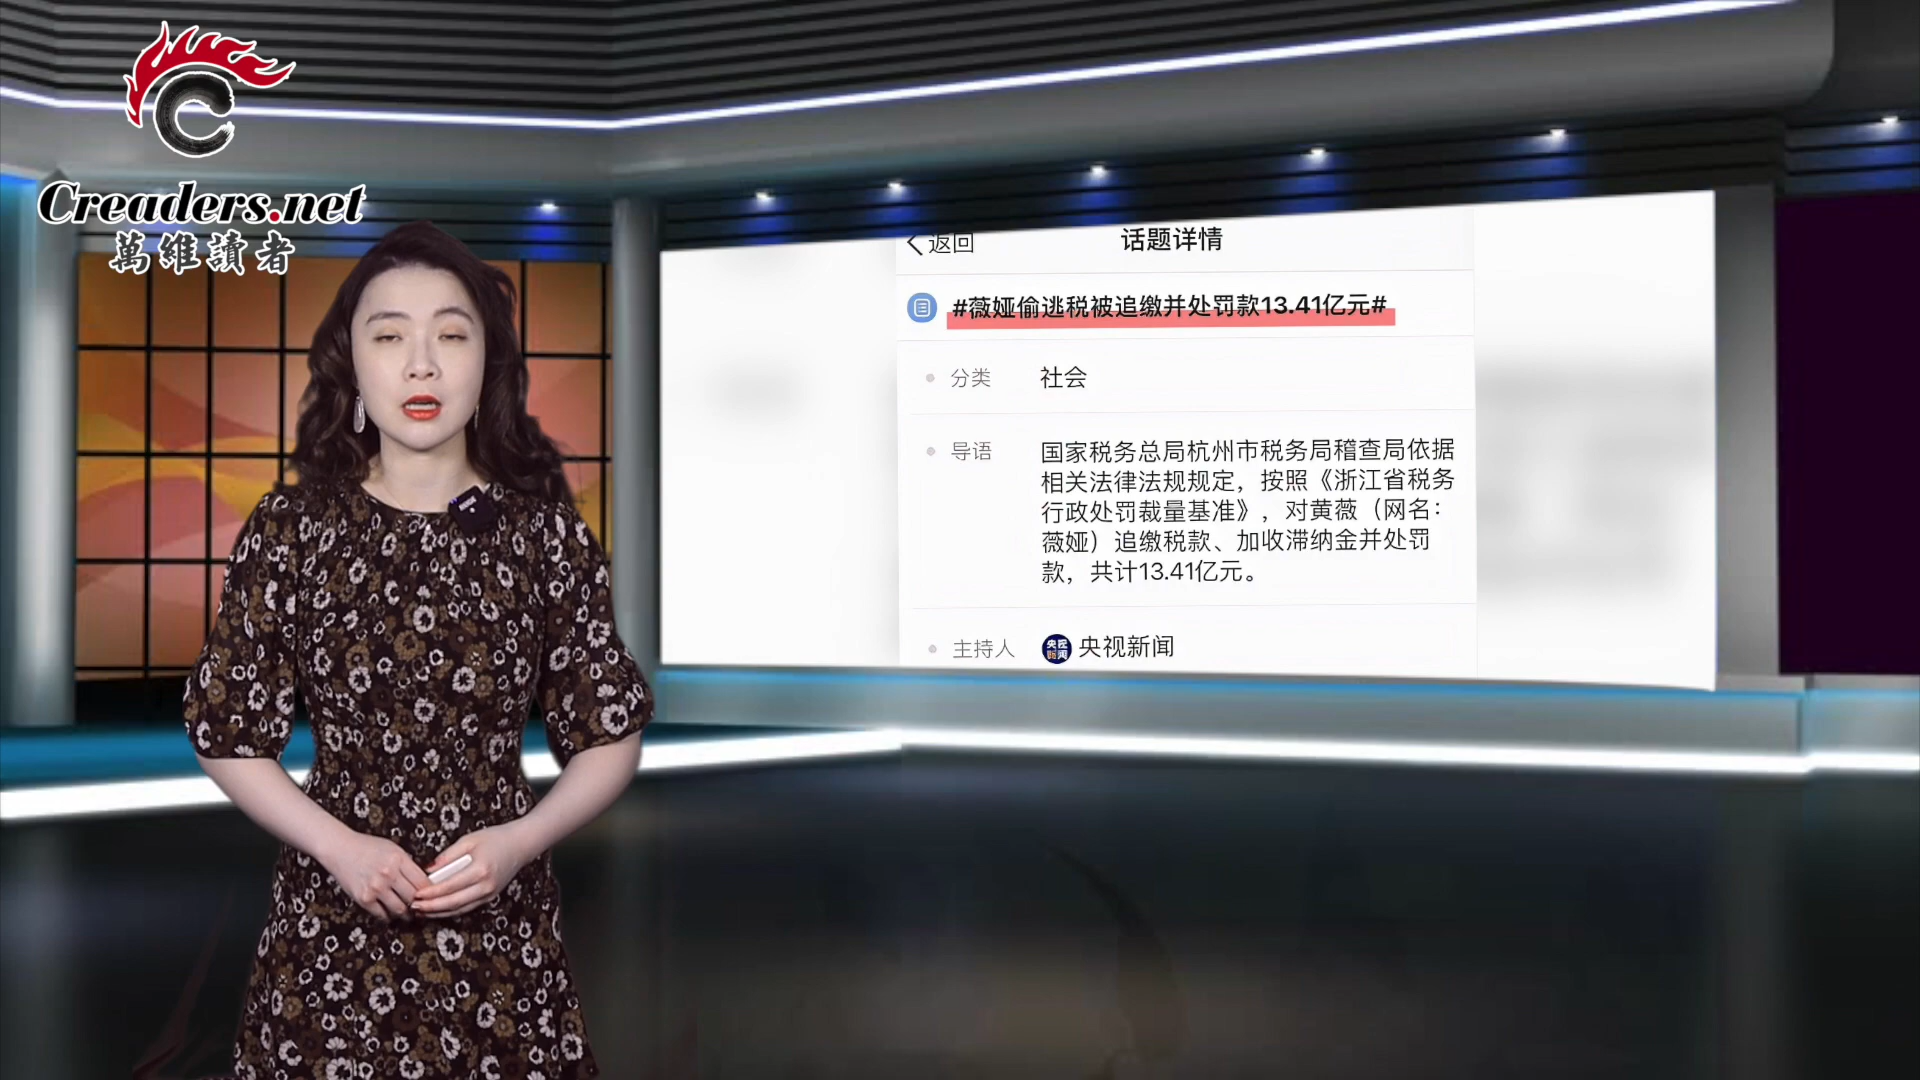 Creaders.net
萬維讀者
返回
话题详情
#薇娅偷逃税被追缴并处罚款13.41亿元#
分类
社会
导语
国家税务总局杭州市税务局稽查局依据
相关法律法规规定，按照《浙江省税务
行政处罚裁量基准》，对黄薇（网名：
薇娅）追缴税款、加收滞纳金并处罚
款，共计13.41亿元。
主持人
央视新闻